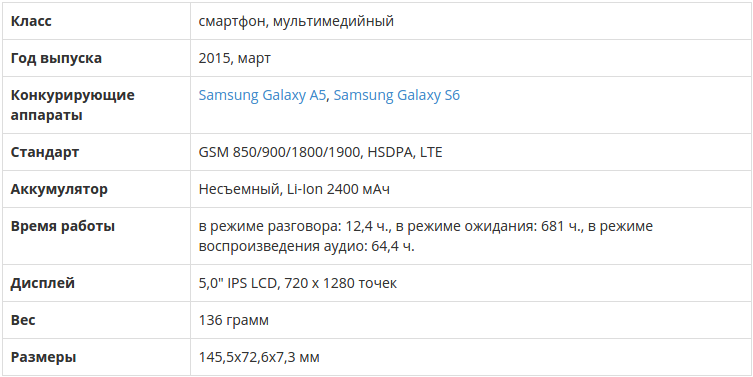 Класс смартфон, мультимедийный
Год выпуска 2015, март
Конкурирующие Samsung Galaxy A5, Samsung Galaxy S6
аппараты
Стандарт GSM 850/900/1800/1900, HSDPA, LTE
Аккумулятор Несъемный, Li-Ion 2400 мАч
Время работы в режиме разговора: 12,4 ч., в режиме ожидания: 681 ч., в режиме
воспроизведения аудио: 64,4 ч.
Дисплей 5,0" IPS LCD, 720 x 1280 точек
Вес 136 грамм
Размеры 145,5x72,6x7,3 мм